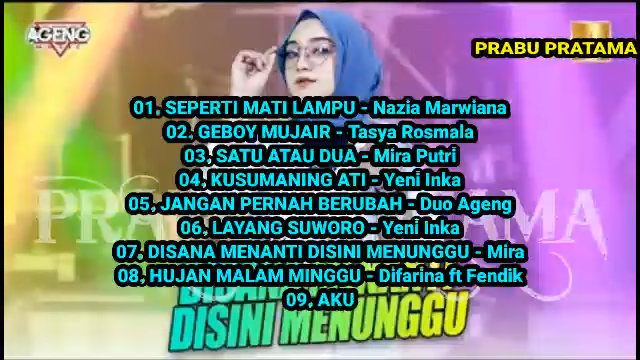 AGENG
MUSIC
PRABU PRATAMA
01, SEPERTI MATI LAMPU - Nazia Marwiana
02. GEBOY MUJAIR - Tasya Rosmala
03, SATU ATAU DUA - Mira Putri
04, KUSUMANING ATI - Yeni Inka
05, JANGAN PERNAH BERUBAH - Duo Ageng
06, LAYANG SUWORO - Yeni Inka
07, DISANA MENANTI DISINI MENUNGGU - Mira
08, HUJAN MALAM MINGGU - Difarina ft Fendik
09, AKU
DISINI MENUNGGU